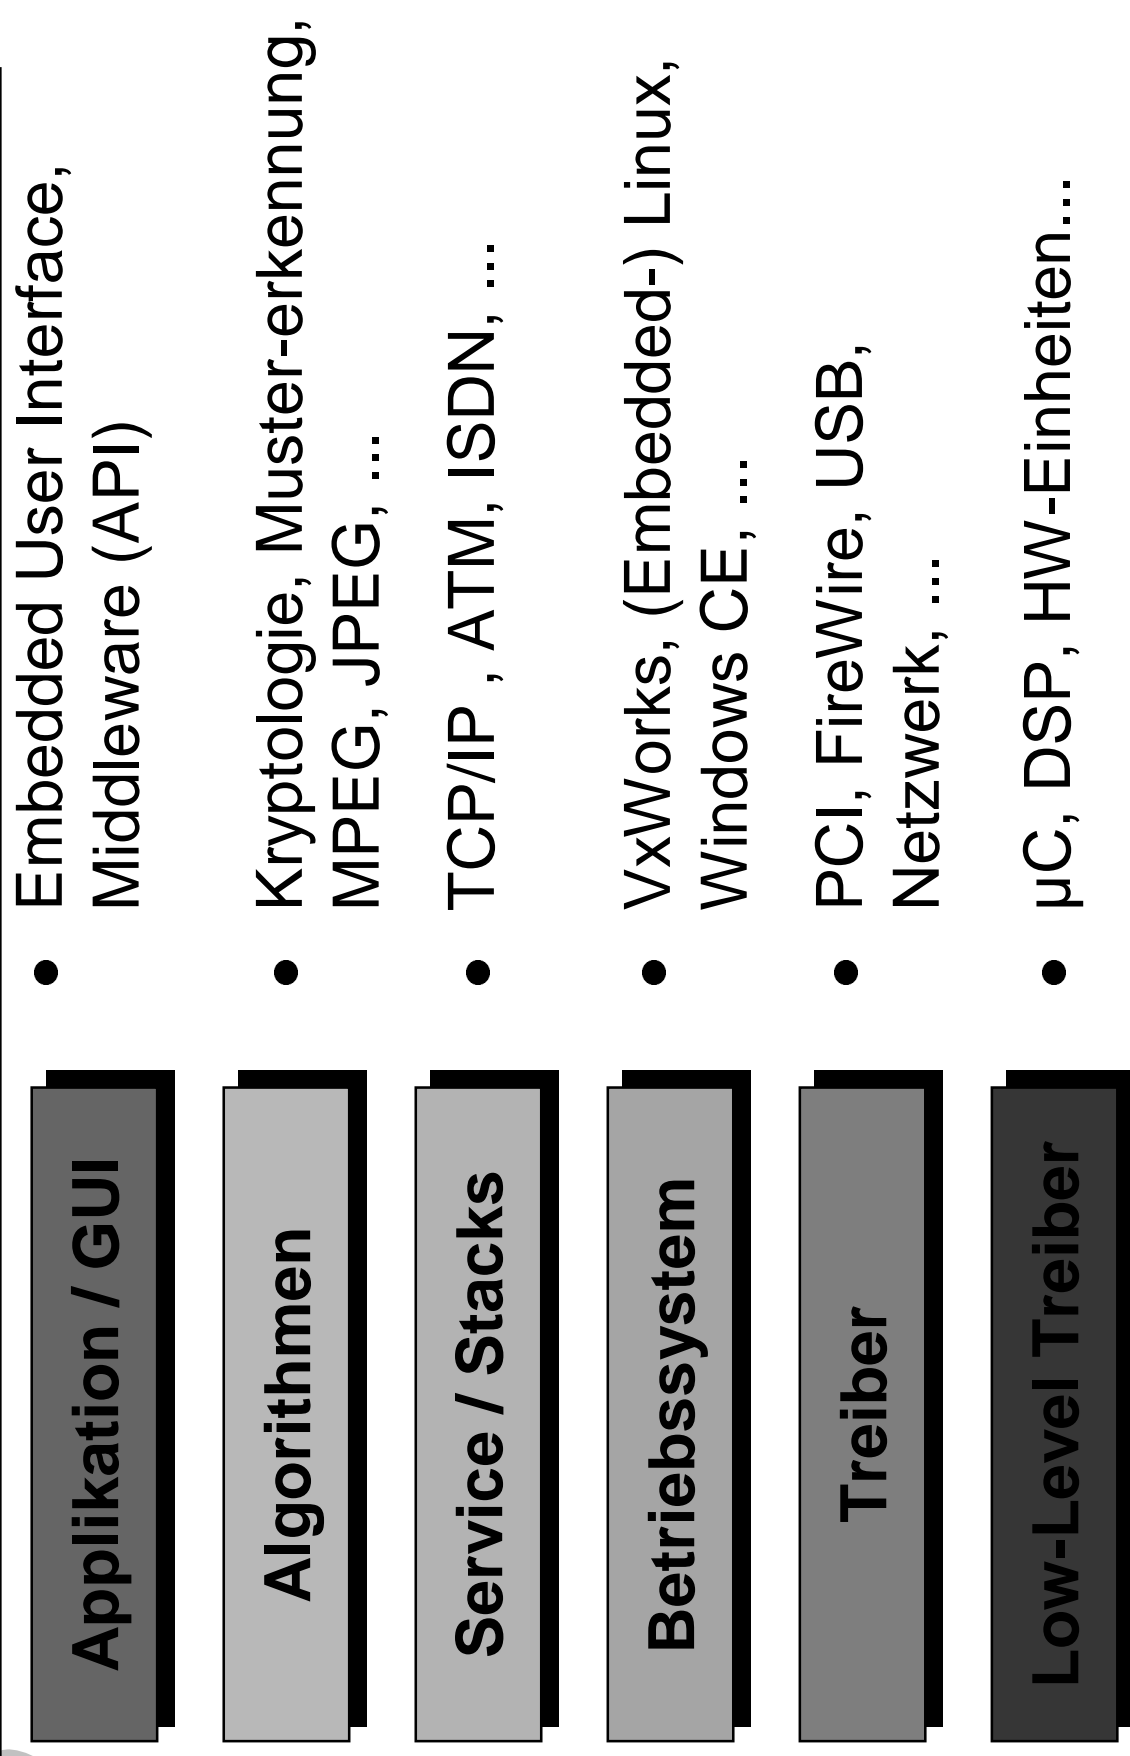 Applikation / GUI
• Embedded User Interface,
Middleware (API)
Algorithmen
• Kryptologie, Muster-erkennung,
MPEG, JPEG, ...
Service / Stacks
• TCP/IP , ATM, ISDN, ...
Betriebssystem
• VxWorks, (Embedded-) Linux,
Windows CE, ...
Treiber
• PCI, FireWire, USB,
Netzwerk, ...
Low-Level Treiber
• µC, DSP, HW-Einheiten...